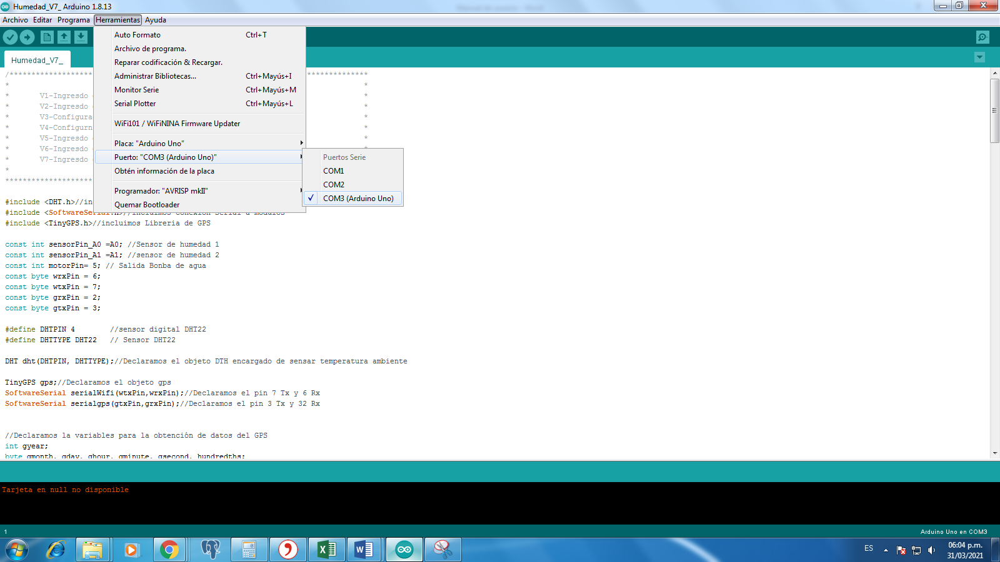 Humedad_V7_ Arduino 1.8.13
Archivo Editar Programa Herramientas Ayuda
Auto Formato Ctrl+T
Archivo de programa.
Reparar codificación & Recargar.
Administrar Bibliotecas... Ctrl+Mayús+I
Monitor Serie Ctrl+Mayús+M
Serial Plotter Ctrl+Mayús+L
WiFi101 / WiFiNINA Firmware Updater
Placa: "Arduino Uno"
Puerto: "COM3 (Arduino Uno)"
Obtén información de la placa
Programador: "AVRISP mkII"
Quemar Bootloader
Puertos Serie
COM1
COM2
COM3 (Arduino Uno)
Humedad_V7_
* V1-Ingresdo
* V2-Ingresdo
* V3-Configura
* V4-Configurn
* V5-Ingresdo
* V6-Ingresdo
* V7-Ingresdo
#include <DHT.h>//in
#include <SoftwareSerial.h>//incluimos conexion Serial a modulos
#include <TinyGPS.h>//incluimos Libreria de GPS
const int sensorPin_A0 =A0; //Sensor de humedad 1
const int sensorPin_A1 =A1; //sensor de humedad 2
const int motorPin= 5; // Salida Bonba de agua
const byte wrxPin = 6;
const byte wtxPin = 7;
const byte grxPin = 2;
const byte gtxPin = 3;
#define DHTPIN 4 //sensor digital DHT22
#define DHTTYPE DHT22 // Sensor DHT22
DHT dht(DHTPIN, DHTTYPE);//Declaramos el objeto DTH encargado de sensar temperatura ambiente
TinyGPS gps;//Declaramos el objeto gps
SoftwareSerial serialWifi(wtxPin,wrxPin);//Declaramos el pin 7 Tx y 6 Rx
SoftwareSerial serialgps(gtxPin,grxPin);//Declaramos el pin 3 Tx y 32 Rx
//Declaramos la variables para la obtención de datos del GPS
int gyear;
byte gmonth, gday, ghour, gminute, gsecond, hundredths;
Tarjeta en null no disponible
1 Arduino Uno en COM3
ES 06:04 p.m.
31/03/2021